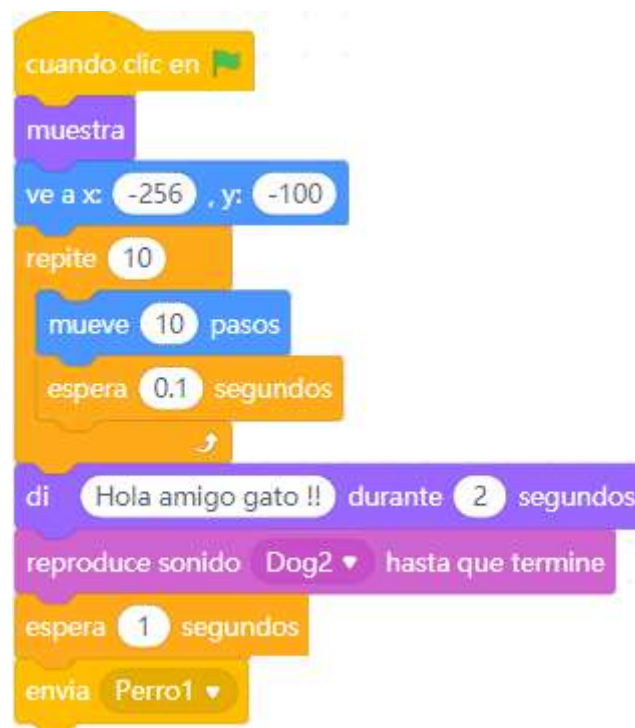 cuando clic en
muestra
ve a x: -256 , y: -100
repite 10
mueve 10 pasos
espera 0.1 segundos
di Hola amigo gato !! durante 2 segundos
reproduce sonido Dog2 hasta que termine
espera 1 segundos
envia Perro1